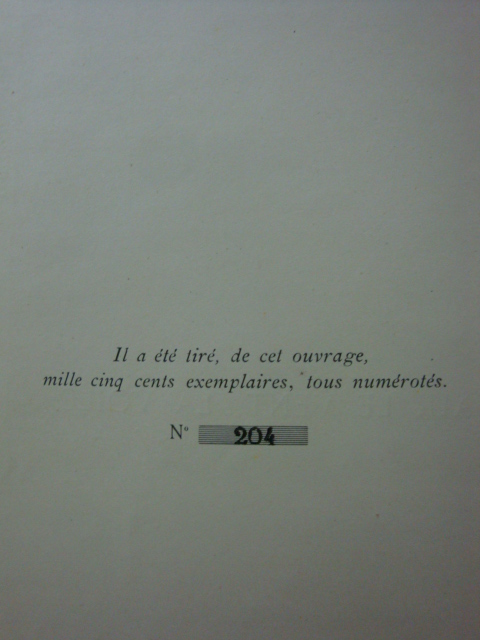 Il a été tiré, de cet ouvrage,
mille cinq cents exemplaires, tous numérotés.
N° 204